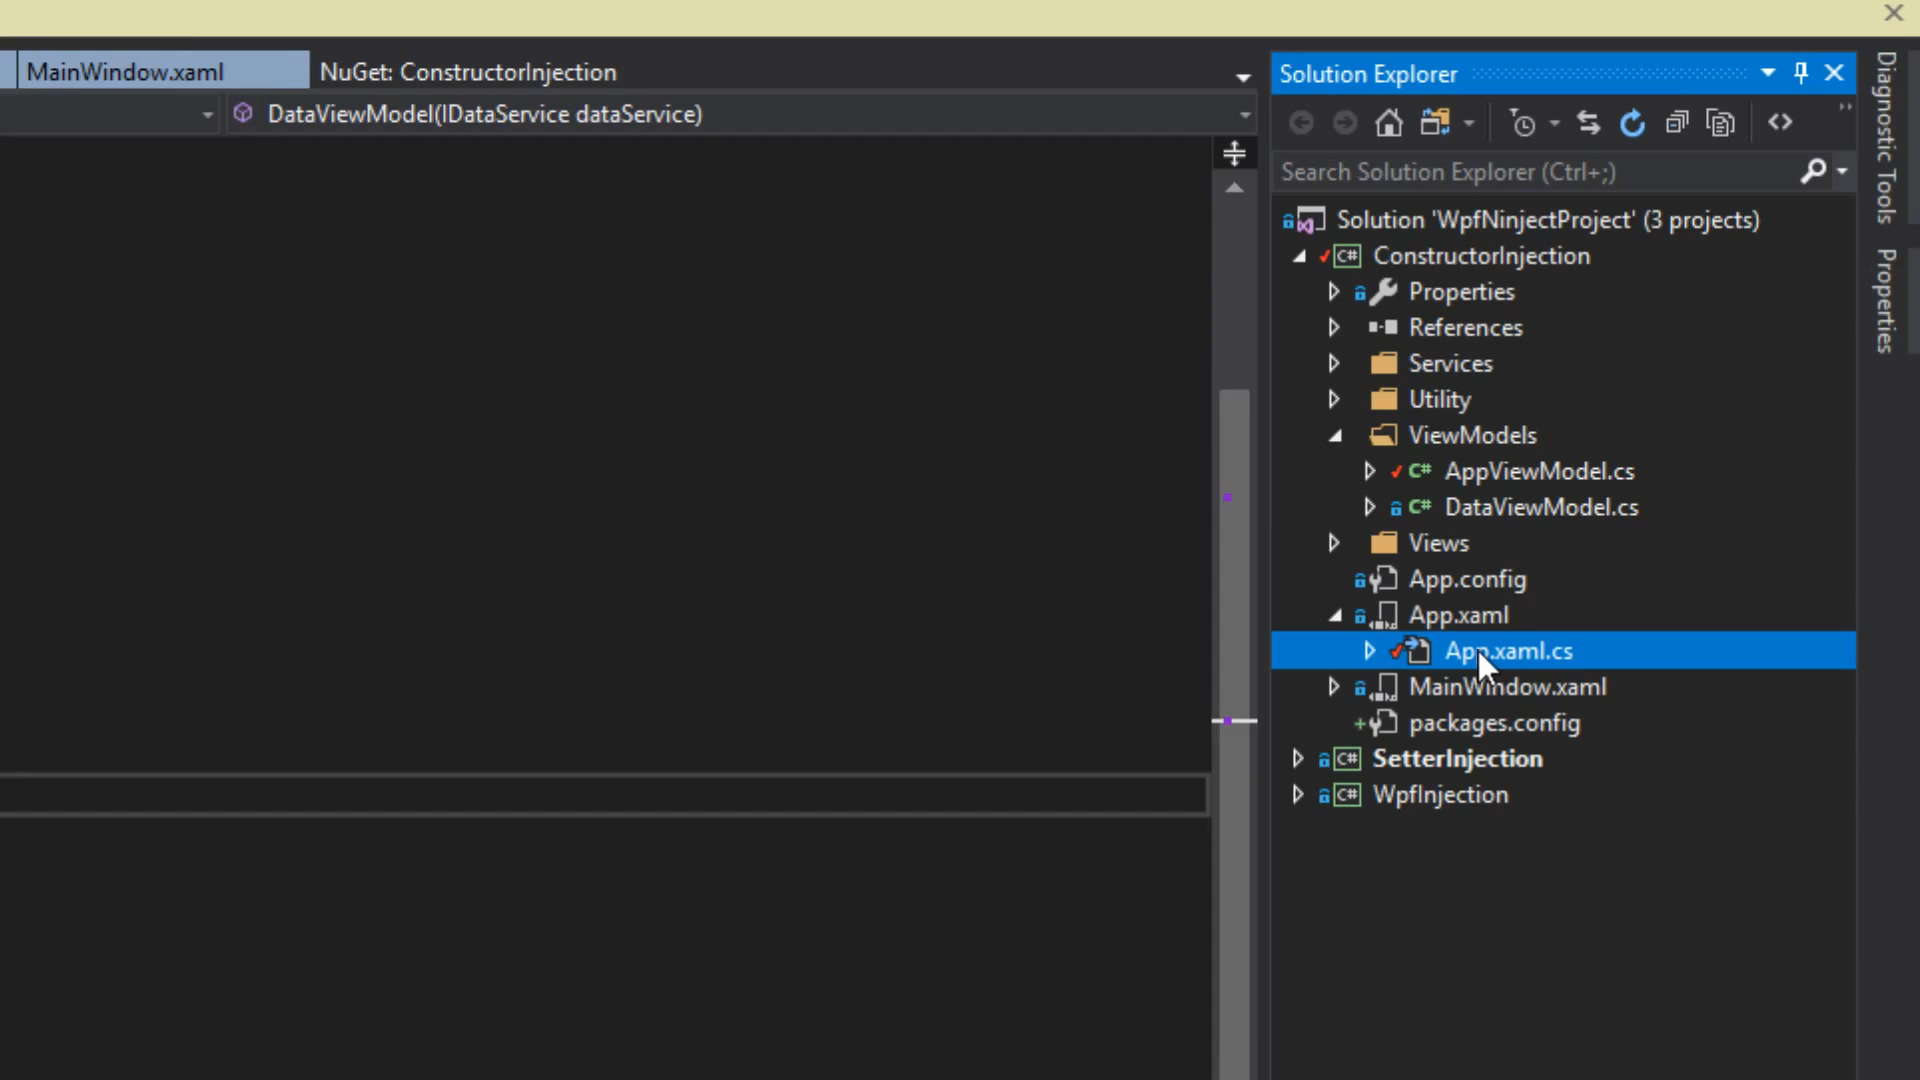 MainWindow.xaml
NuGet: ConstructorInjection
DataViewModel(IDataService dataService)
Solution Explorer
Search Solution Explorer (Ctrl+;)
Solution 'WpfNinjectProject' (3 projects)
C# ConstructorInjection
Properties
References
Services
Utility
ViewModels
C# AppViewModel.cs
C# DataViewModel.cs
Views
App.config
App.xaml
App.xaml.cs
MainWindow.xaml
packages.config
C# SetterInjection
C# WpfInjection
Diagnostic Tools
Properties